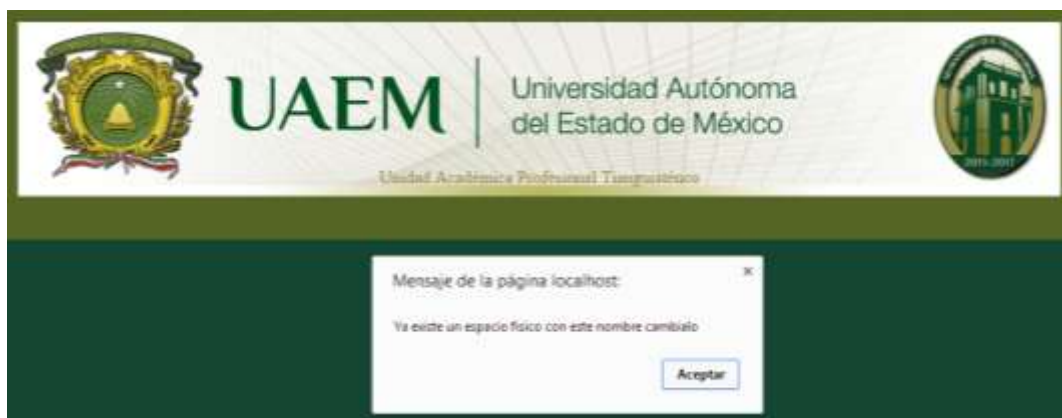 UAEM
Universidad Autónoma
del Estado de México
Unidad Académica Profesional Tianguistenco
Mensaje de la página localhost:
×
Ya existe un espacio fisico con este nombre cambialo
Aceptar